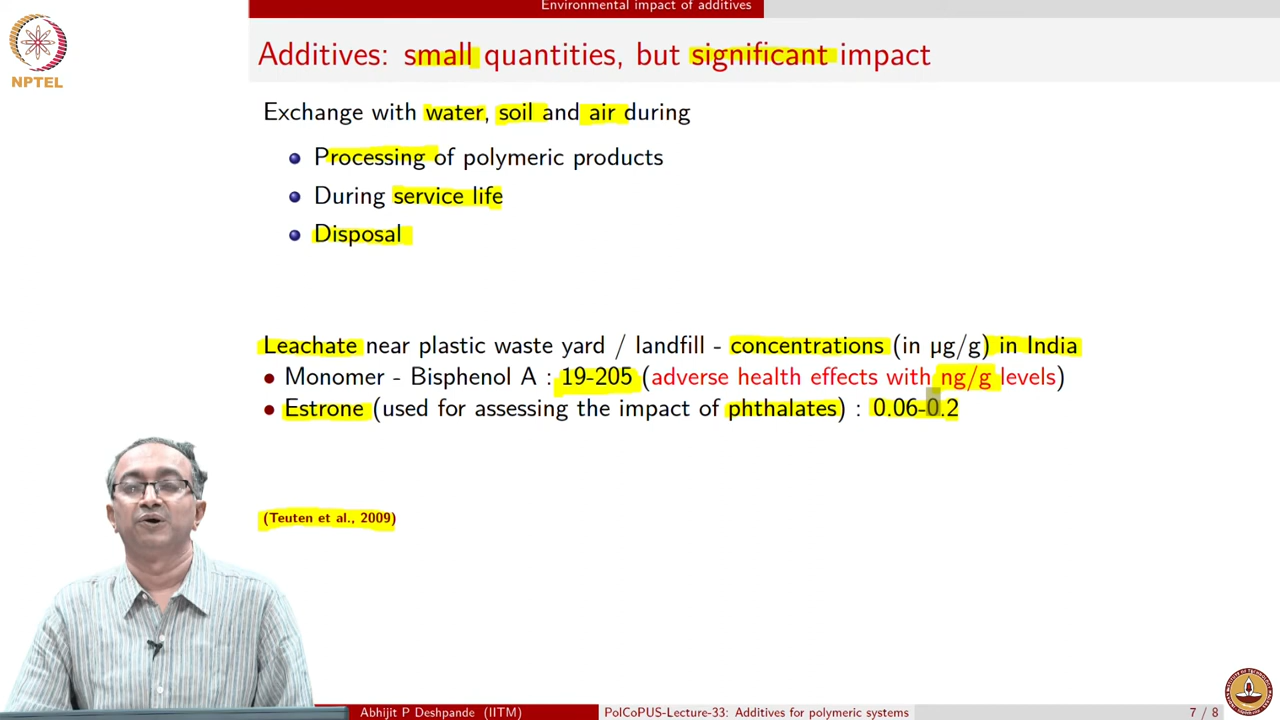 Environmental impact of additives
NPTEL
Additives: small quantities, but significant impact
Exchange with water, soil and air during
Processing of polymeric products
During service life
Disposal
Leachate near plastic waste yard / landfill - concentrations (in µg/g) in India
Monomer - Bisphenol A : 19-205 (adverse health effects with ng/g levels)
Estrone (used for assessing the impact of phthalates) : 0.06-0.2
(Teuten et al., 2009)
Abhijit P Deshpande (IITM)
PolCoPUS-Lecture-33: Additives for polymeric systems
7 / 8